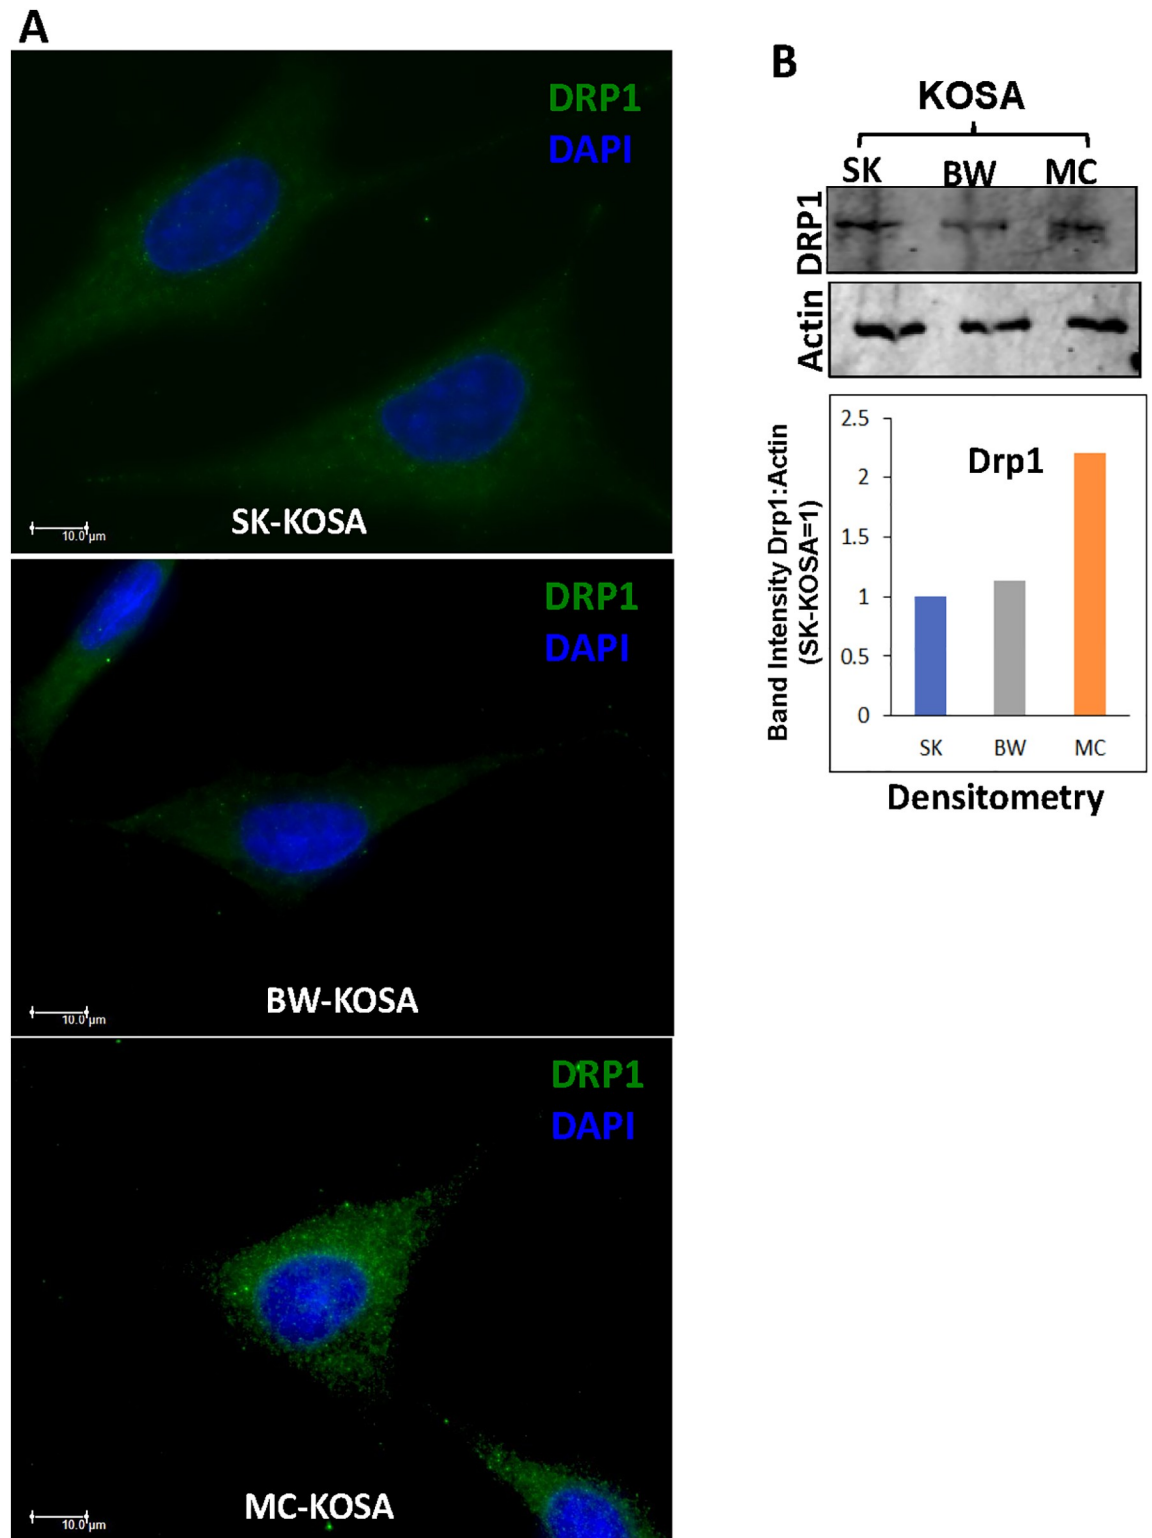 A
DRP1
DAPI
SK-KOSA
10.0 µm
DRP1
DAPI
BW-KOSA
10.0 µm
DRP1
DAPI
MC-KOSA
10.0 µm
B
KOSA
SK BW MC
DRP1
Actin
Band Intensity Drp1:Actin
(SK-KOSA=1)
Drp1
2.5
2
1.5
1
0.5
0
SK BW MC
Densitometry